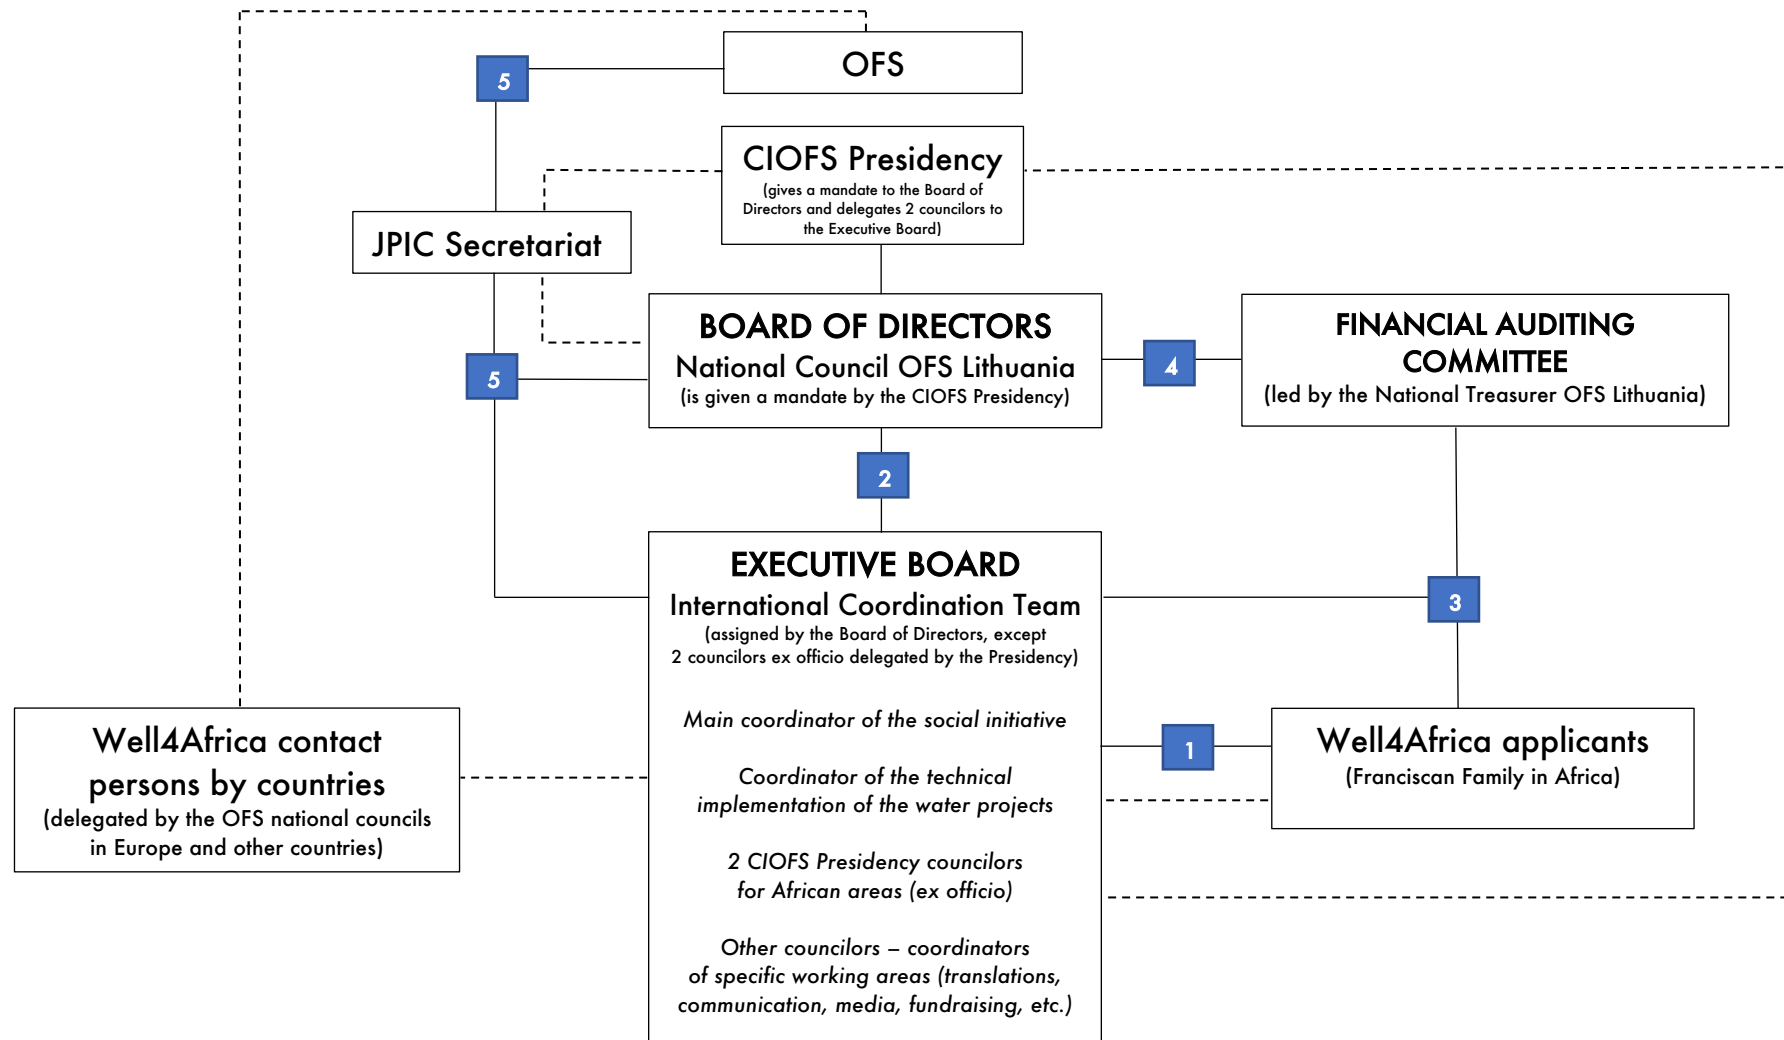 OFS
5
CIOFS Presidency
(gives a mandate to the Board of
Directors and delegates 2 councilors to
the Executive Board)
JPIC Secretariat
BOARD OF DIRECTORS
National Council OFS Lithuania
(is given a mandate by the CIOFS Presidency)
4
FINANCIAL AUDITING
COMMITTEE
(led by the National Treasurer OFS Lithuania)
5
2
EXECUTIVE BOARD
International Coordination Team
(assigned by the Board of Directors, except
2 councilors ex officio delegated by the Presidency)
Main coordinator of the social initiative
Coordinator of the technical
implementation of the water projects
2 CIOFS Presidency councilors
for African areas (ex officio)
Other councilors – coordinators
of specific working areas (translations,
communication, media, fundraising, etc.)
3
Well4Africa contact
persons by countries
(delegated by the OFS national councils
in Europe and other countries)
1
Well4Africa applicants
(Franciscan Family in Africa)